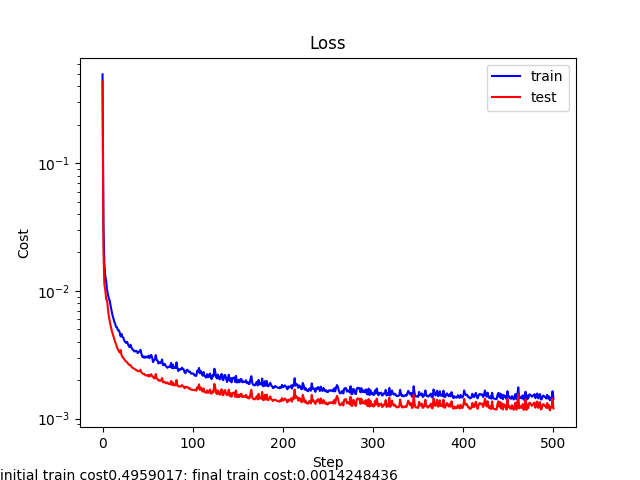 Loss
train
test
Cost
10⁻¹
10⁻²
10⁻³
0 100 200 300 400 500
Step
initial train cost0.4959017; final train cost:0.0014248436